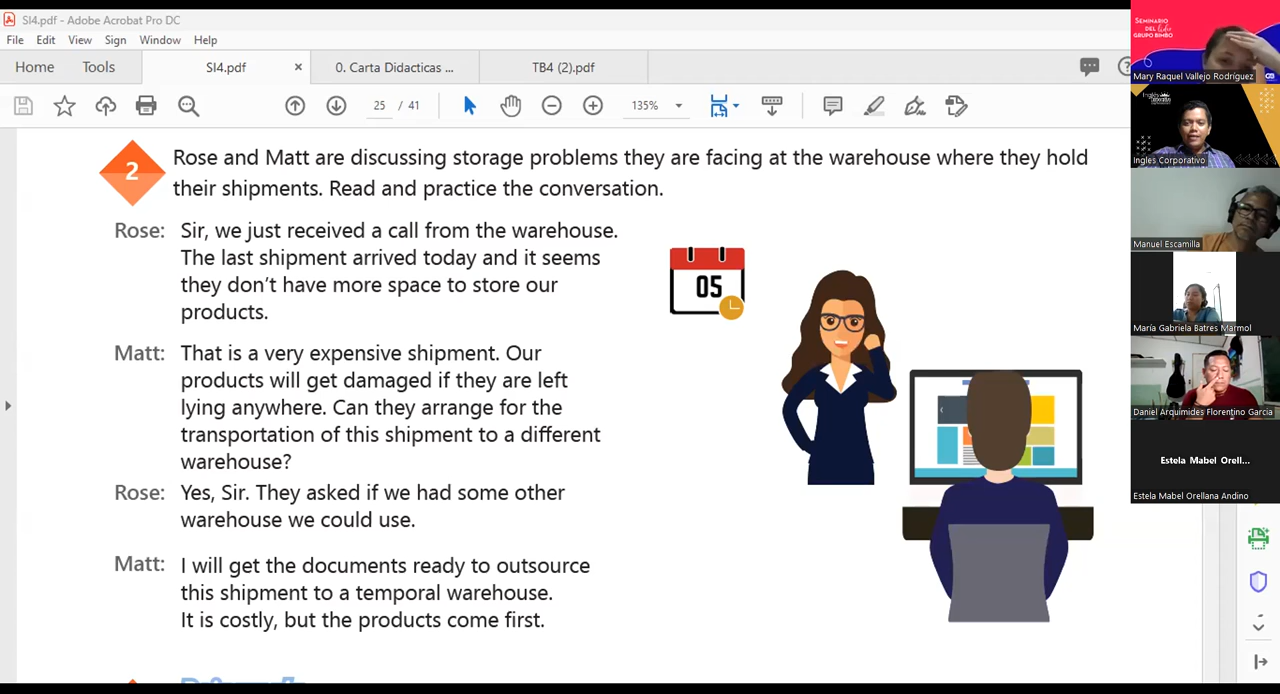 SI4.pdf - Adobe Acrobat Pro DC
File Edit View Sign Window Help
Home Tools SI4.pdf × 0. Carta Didacticas ... TB4 (2).pdf
25 / 41 135%
2
Rose and Matt are discussing storage problems they are facing at the warehouse where they hold
their shipments. Read and practice the conversation.
Rose: Sir, we just received a call from the warehouse.
The last shipment arrived today and it seems
they don't have more space to store our
products.
Matt: That is a very expensive shipment. Our
products will get damaged if they are left
lying anywhere. Can they arrange for the
transportation of this shipment to a different
warehouse?
Rose: Yes, Sir. They asked if we had some other
warehouse we could use.
Matt: I will get the documents ready to outsource
this shipment to a temporal warehouse.
It is costly, but the products come first.
05
SEMINARIO
DEL
GRUPO BIMBO
Mary Raquel Vallejo Rodríguez
Inglés
Ingles Corporativo
Manuel Escamilla
María Gabriela Batres Marmol
Daniel Arquímides Florentino Garcia
Estela Mabel Orell...
Estela Mabel Orellana Andino